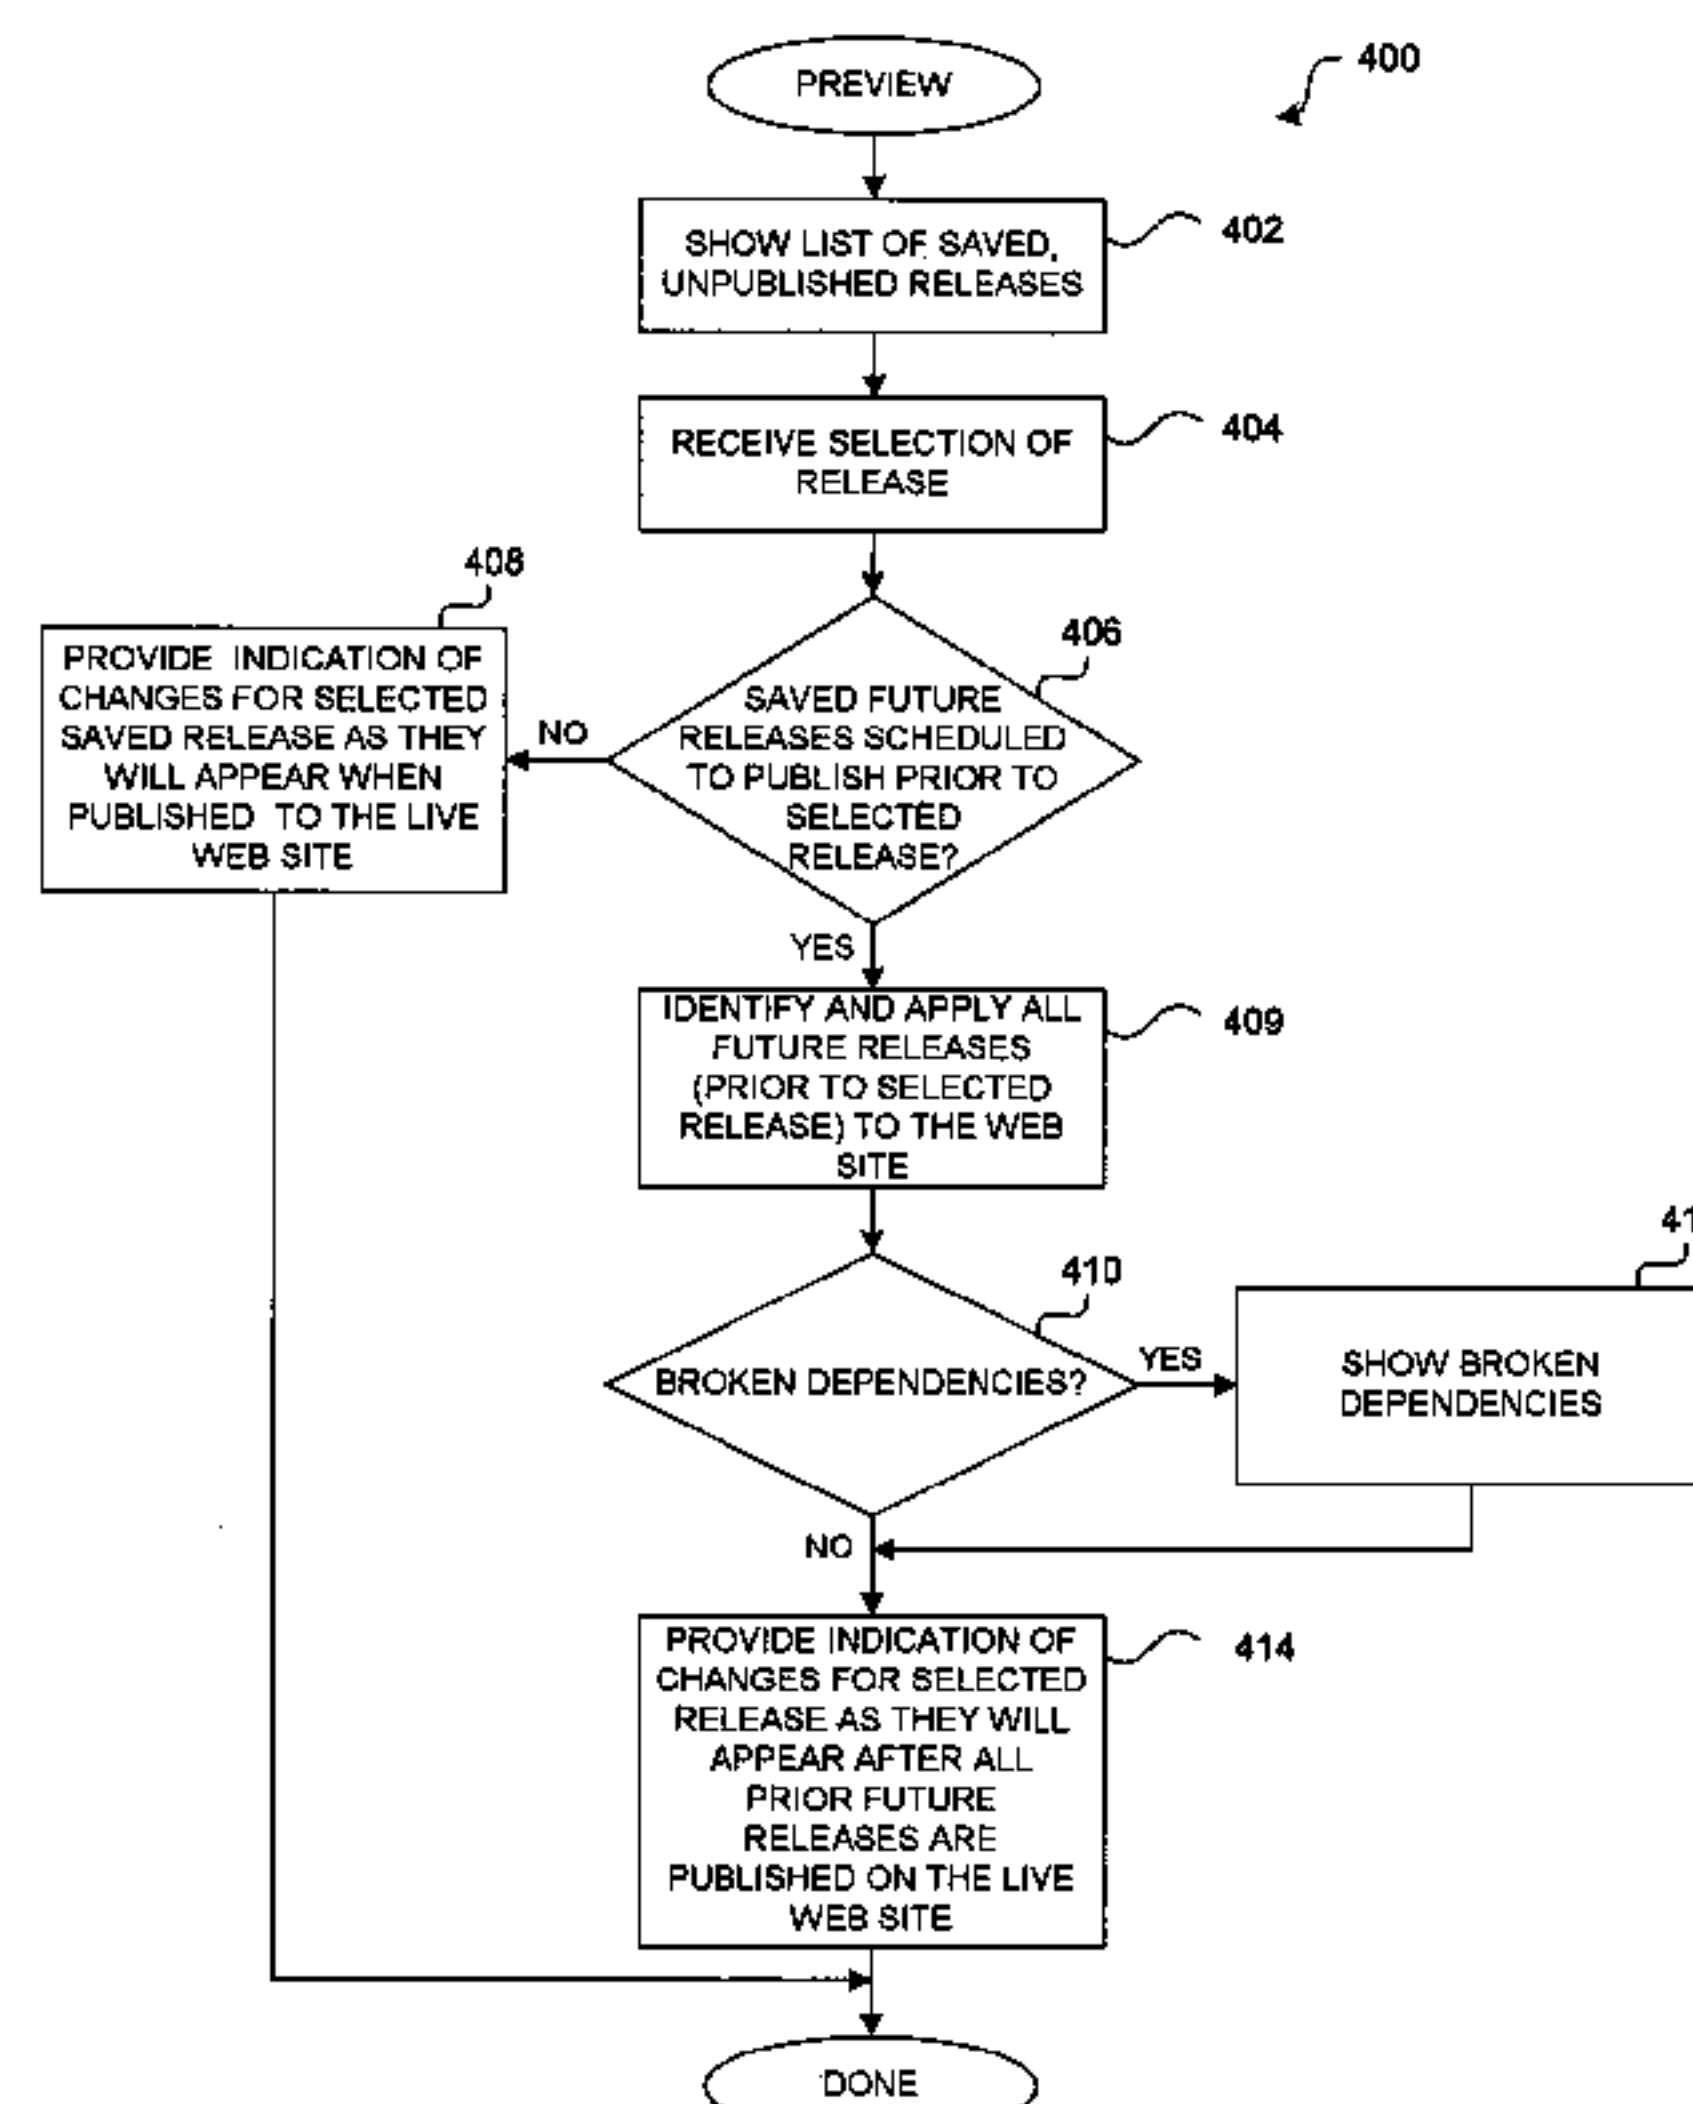 PREVIEW
400
SHOW LIST OF SAVED,
UNPUBLISHED RELEASES
402
RECEIVE SELECTION OF
RELEASE
404
408
PROVIDE INDICATION OF
CHANGES FOR SELECTED
SAVED RELEASE AS THEY
WILL APPEAR WHEN
PUBLISHED TO THE LIVE
WEB SITE
NO
406
SAVED FUTURE
RELEASES SCHEDULED
TO PUBLISH PRIOR TO
SELECTED
RELEASE?
YES
IDENTIFY AND APPLY ALL
FUTURE RELEASES
(PRIOR TO SELECTED
RELEASE) TO THE WEB
SITE
409
410
BROKEN DEPENDENCIES?
YES
SHOW BROKEN
DEPENDENCIES
NO
PROVIDE INDICATION OF
CHANGES FOR SELECTED
RELEASE AS THEY WILL
APPEAR AFTER ALL
PRIOR FUTURE
RELEASES ARE
PUBLISHED ON THE LIVE
WEB SITE
414
DONE